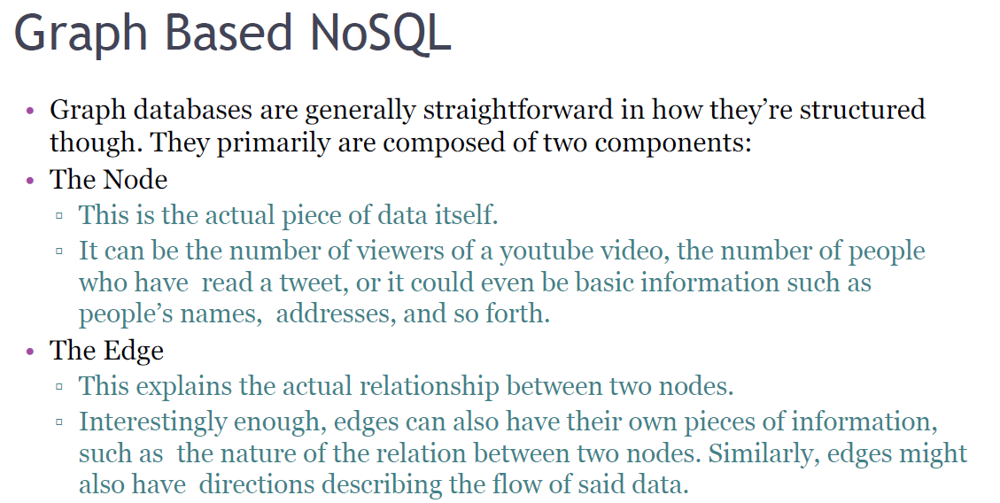 Graph Based NoSQL
• Graph databases are generally straightforward in how they’re structured
though. They primarily are composed of two components:
• The Node
▫ This is the actual piece of data itself.
▫ It can be the number of viewers of a youtube video, the number of people
who have  read a tweet, or it could even be basic information such as
people’s names,  addresses, and so forth.
• The Edge
▫ This explains the actual relationship between two nodes.
▫ Interestingly enough, edges can also have their own pieces of information,
such as  the nature of the relation between two nodes. Similarly, edges might
also have  directions describing the flow of said data.